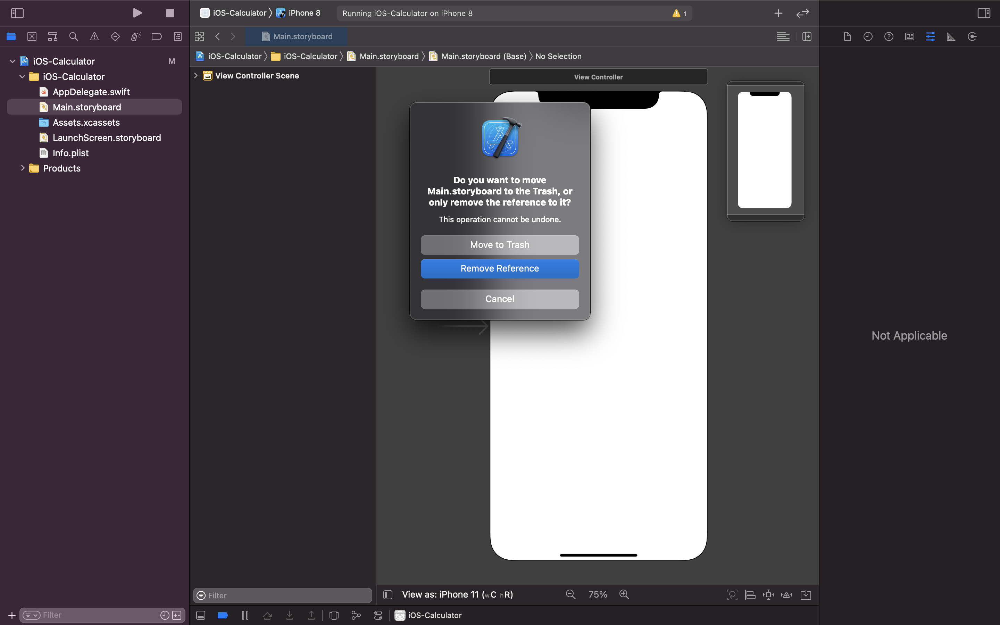 iOS-Calculator
iPhone 8
Running iOS-Calculator on iPhone 8
1
Main.storyboard
iOS-Calculator
iOS-Calculator
Main.storyboard
Main.storyboard (Base)
No Selection
iOS-Calculator
M
iOS-Calculator
AppDelegate.swift
Main.storyboard
Assets.xcassets
LaunchScreen.storyboard
Info.plist
Products
View Controller Scene
View Controller
Do you want to move
Main.storyboard to the Trash, or
only remove the reference to it?
This operation cannot be undone.
Move to Trash
Remove Reference
Cancel
Not Applicable
Filter
View as: iPhone 11 (wC hR)
75%
Filter
iOS-Calculator